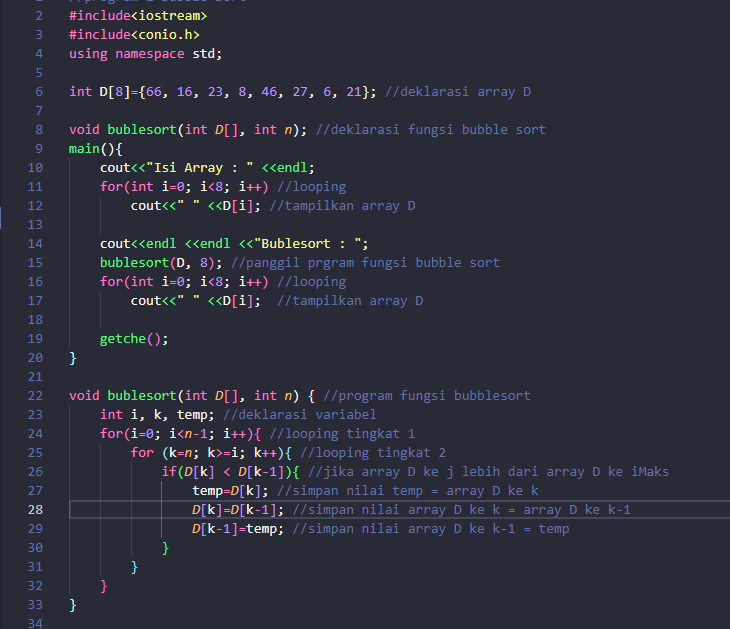 2 #include<iostream>
3 #include<conio.h>
4 using namespace std;
5
6 int D[8]={66, 16, 23, 8, 46, 27, 6, 21}; //deklarasi array D
7
8 void bublesort(int D[], int n); //deklarasi fungsi bubble sort
9 main(){
10 cout<<"Isi Array : " <<endl;
11 for(int i=0; i<8; i++) //looping
12 cout<<" " <<D[i]; //tampilkan array D
13
14 cout<<endl <<endl <<"Bublesort : ";
15 bublesort(D, 8); //panggil prgram fungsi bubble sort
16 for(int i=0; i<8; i++) //looping
17 cout<<" " <<D[i];  //tampilkan array D
18
19 getche();
20 }
21
22 void bublesort(int D[], int n) { //program fungsi bubblesort
23 int i, k, temp; //deklarasi variabel
24 for(i=0; i<n-1; i++){ //looping tingkat 1
25 for (k=n; k>=i; k++){ //looping tingkat 2
26 if(D[k] < D[k-1]){ //jika array D ke j lebih dari array D ke iMaks
27 temp=D[k]; //simpan nilai temp = array D ke k
28 D[k]=D[k-1]; //simpan nilai array D ke k = array D ke k-1
29 D[k-1]=temp; //simpan nilai array D ke k-1 = temp
30 }
31 }
32 }
33 }
34